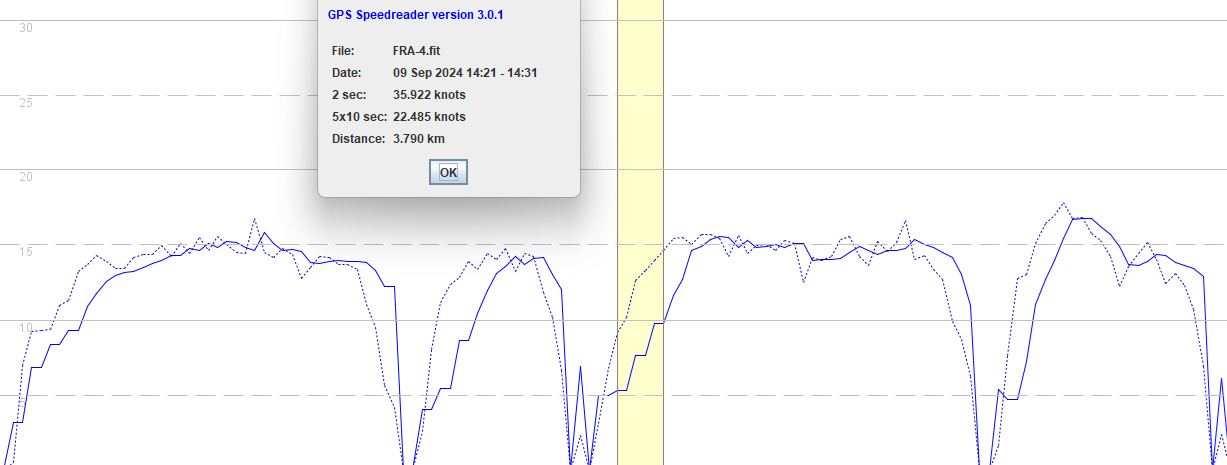 GPS Speedreader version 3.0.1
30
File: FRA-4.fit
Date: 09 Sep 2024 14:21 - 14:31
2 sec: 35.922 knots
25
5x10 sec: 22.485 knots
Distance: 3.790 km
OK
20
15
10
5